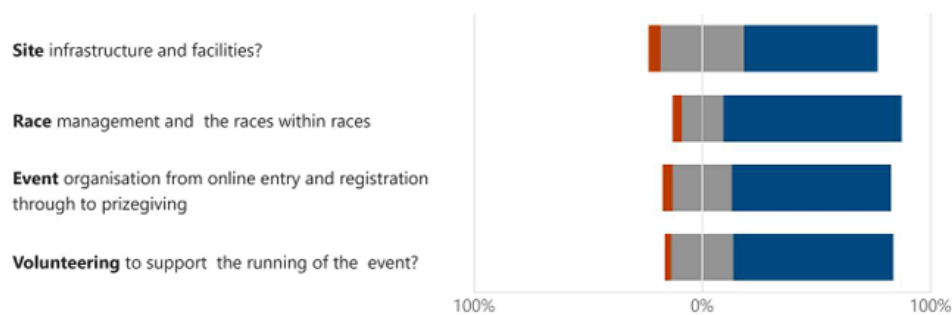 Site infrastructure and facilities?
Race management and the races within races
Event organisation from online entry and registration
through to prizegiving
Volunteering to support the running of the event?
100% 0% 100%